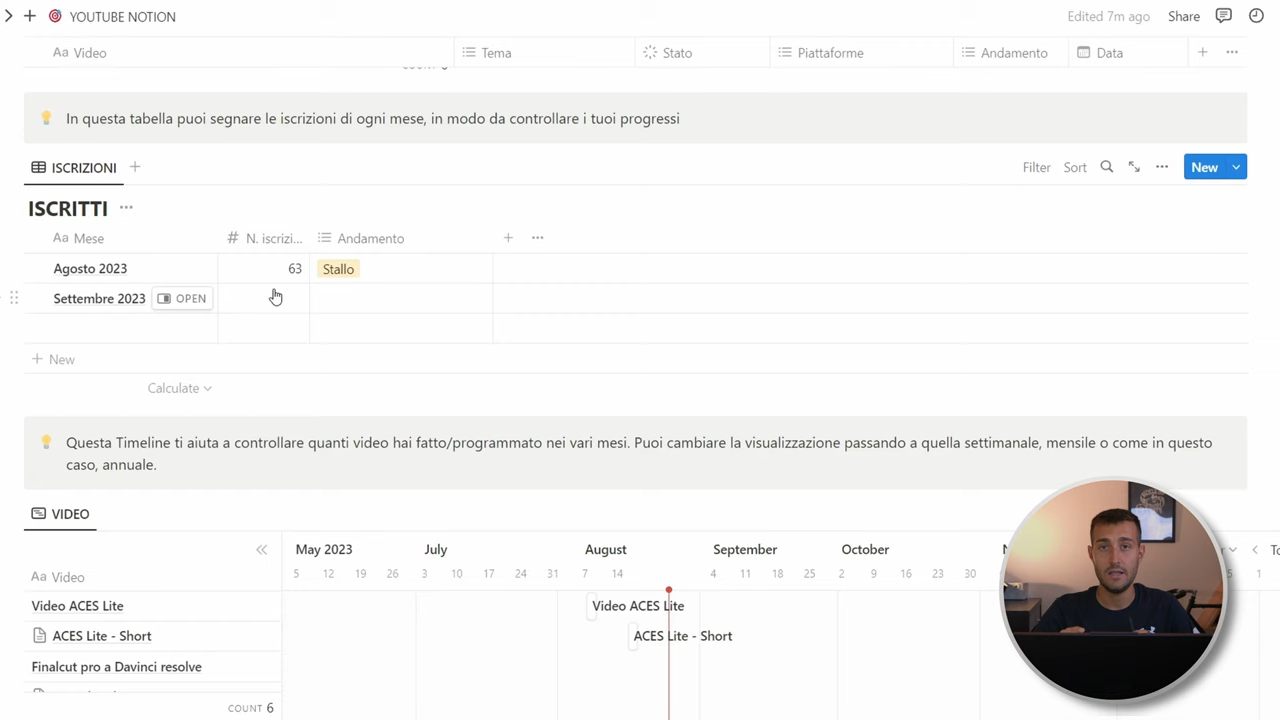 YOUTUBE NOTION Edited 7m ago Share
Aa Video Tema Stato Piattaforme Andamento Data
In questa tabella puoi segnare le iscrizioni di ogni mese, in modo da controllare i tuoi progressi
ISCRIZIONI Filter Sort New
ISCRITTI
Aa Mese # N. iscrizi... Andamento
Agosto 2023 63 Stallo
Settembre 2023 OPEN
New
Calculate
Questa Timeline ti aiuta a controllare quanti video hai fatto/programmato nei vari mesi. Puoi cambiare la visualizzazione passando a quella settimanale, mensile o come in questo
caso, annuale.
VIDEO
May 2023 July August September October
Aa Video 5 12 19 26 3 10 17 24 31 7 14 4 11 18 25 2 9 16 23 30 5 1
Video ACES Lite Video ACES Lite
ACES Lite - Short ACES Lite - Short
Finalcut pro a Davinci resolve
COUNT 6